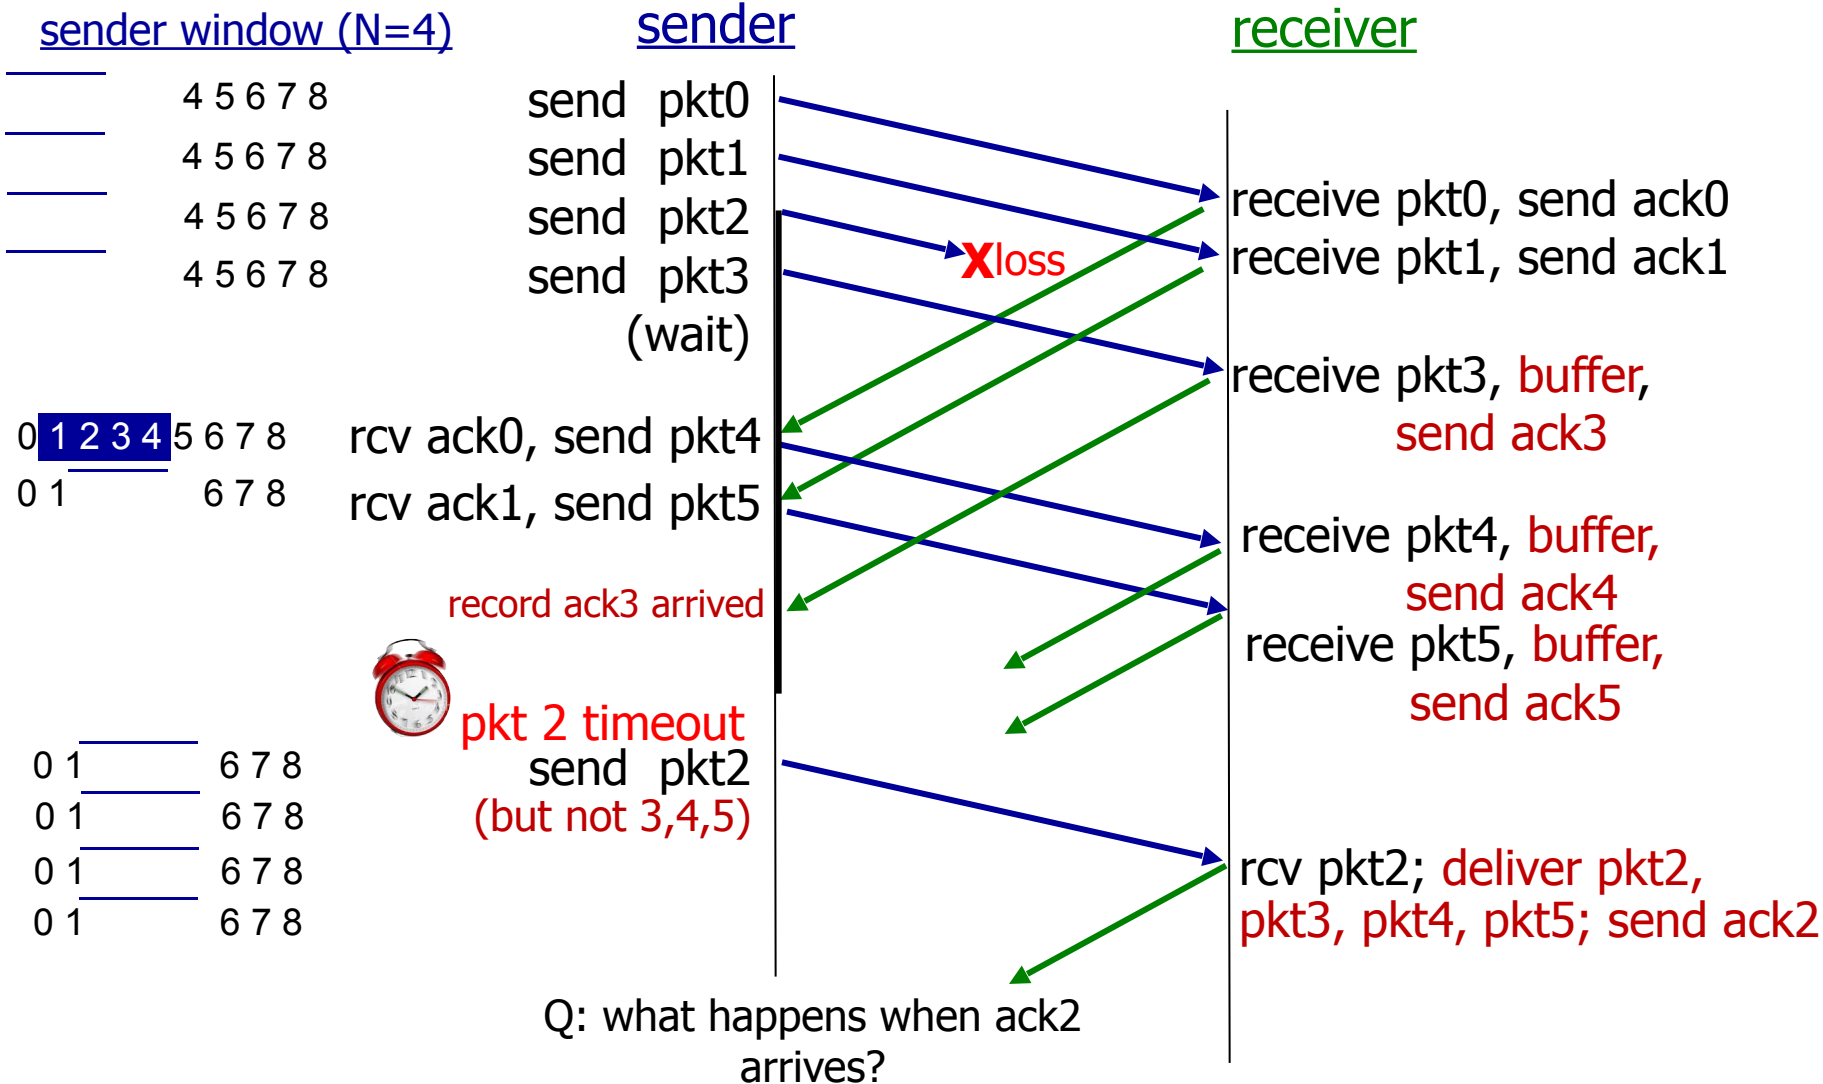 sender window (N=4)
sender
receiver
4 5 6 7 8
send pkt0
4 5 6 7 8
send pkt1
4 5 6 7 8
send pkt2
4 5 6 7 8
send pkt3
(wait)
X loss
receive pkt0, send ack0
receive pkt1, send ack1
receive pkt3, buffer,
send ack3
0 1 2 3 4 5 6 7 8
rcv ack0, send pkt4
0 1 6 7 8
rcv ack1, send pkt5
receive pkt4, buffer,
send ack4
record ack3 arrived
receive pkt5, buffer,
send ack5
pkt 2 timeout
0 1 6 7 8
send pkt2
0 1 6 7 8
(but not 3,4,5)
0 1 6 7 8
0 1 6 7 8
rcv pkt2; deliver pkt2,
pkt3, pkt4, pkt5; send ack2
Q: what happens when ack2
arrives?